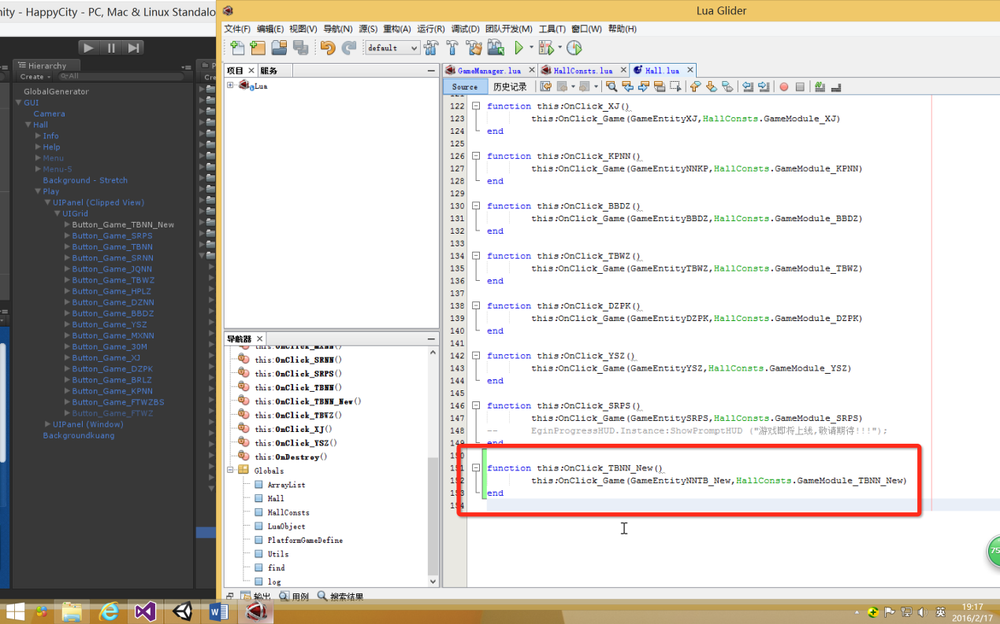 nity - HappyCity - PC, Mac & Linux Standalo
Lua Glider
文件(F) 编辑(E) 视图(V) 导航(N) 源(S) 重构(A) 运行(R) 调试(D) 团队开发(M) 工具(T) 窗口(W) 帮助(H)
default
Hierarchy
Create
All
GlobalGenerator
GUI
Camera
Hall
Info
Help
Menu
Menu-S
Background - Stretch
Play
UIPanel (Clipped View)
UIGrid
Button_Game_TBNN_New
Button_Game_SRPS
Button_Game_TBNN
Button_Game_SRNN
Button_Game_JQNN
Button_Game_TBWZ
Button_Game_HPLZ
Button_Game_DZNN
Button_Game_BBDZ
Button_Game_YSZ
Button_Game_MXNN
Button_Game_30M
Button_Game_XJ
Button_Game_DZPK
Button_Game_BRLZ
Button_Game_KPNN
Button_Game_FTWZBS
Button_Game_FTWZ
UIPanel (Window)
Backgroundkuang
P
Cre
项目 服务
Lua
导航器
this:OnClick_MXNN()
this:OnClick_SRNN()
this:OnClick_SRPS()
this:OnClick_TBNN()
this:OnClick_TBNN_New()
this:OnClick_TBWZ()
this:OnClick_XJ()
this:OnClick_YSZ()
this:OnDestroy()
Globals
ArrayList
Hall
HallConsts
LuaObject
PlatformGameDefine
Utils
find
log
GameManager.lua HallConsts.lua Hall.lua
Source 历史记录
121
122 function this:OnClick_XJ()
123 this:OnClick_Game(GameEntityXJ,HallConsts.GameModule_XJ)
124 end
125
126 function this:OnClick_KPNN()
127 this:OnClick_Game(GameEntityNNKP,HallConsts.GameModule_KPNN)
128 end
129
130 function this:OnClick_BBDZ()
131 this:OnClick_Game(GameEntityBBDZ,HallConsts.GameModule_BBDZ)
132 end
133
134 function this:OnClick_TBWZ()
135 this:OnClick_Game(GameEntityTBWZ,HallConsts.GameModule_TBWZ)
136 end
137
138 function this:OnClick_DZPK()
139 this:OnClick_Game(GameEntityDZPK,HallConsts.GameModule_DZPK)
140 end
141
142 function this:OnClick_YSZ()
143 this:OnClick_Game(GameEntityYSZ,HallConsts.GameModule_YSZ)
144 end
145
146 function this:OnClick_SRPS()
147 this:OnClick_Game(GameEntitySRPS,HallConsts.GameModule_SRPS)
148 -- EginProgressHUD.Instance:ShowPromptHUD ("游戏即将上线,敬请期待!!!");
149 end
150
151 function this:OnClick_TBNN_New()
152 this:OnClick_Game(GameEntityNNTB_New,HallConsts.GameModule_TBNN_New)
153 end
154
75
输出 用例 搜索结果
英
19:17
2016/2/17